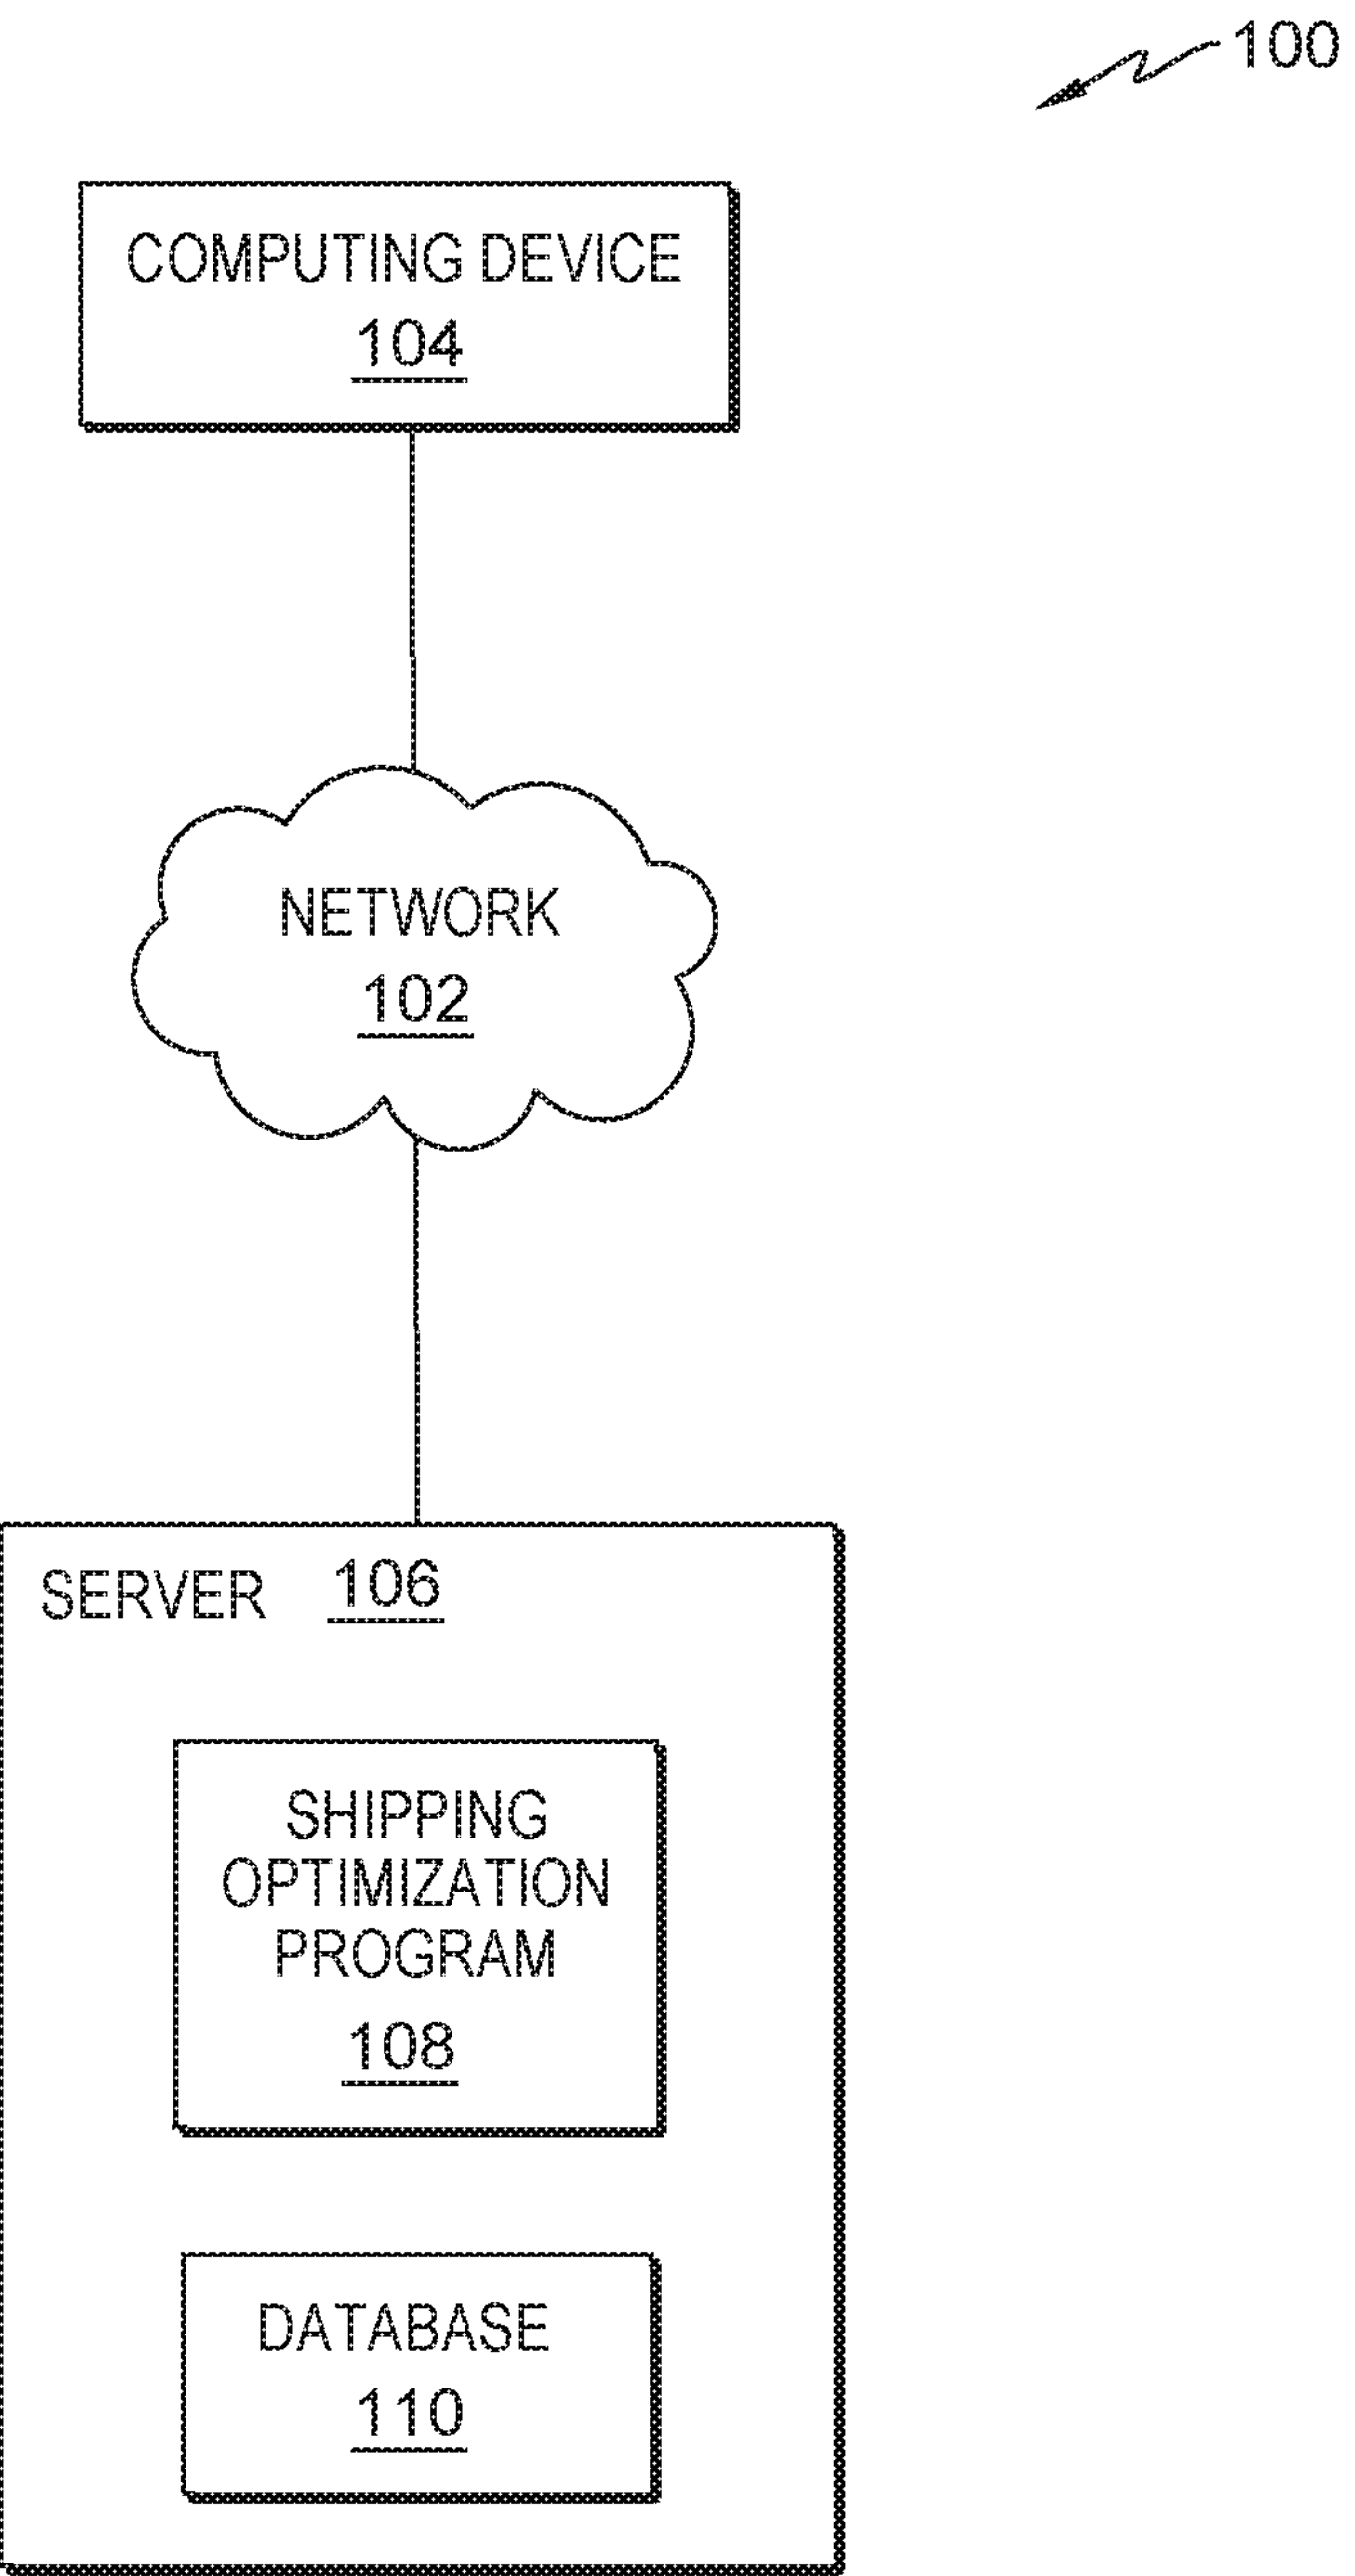 100
COMPUTING DEVICE
104
NETWORK
102
SERVER 106
SHIPPING
OPTIMIZATION
PROGRAM
108
DATABASE
110